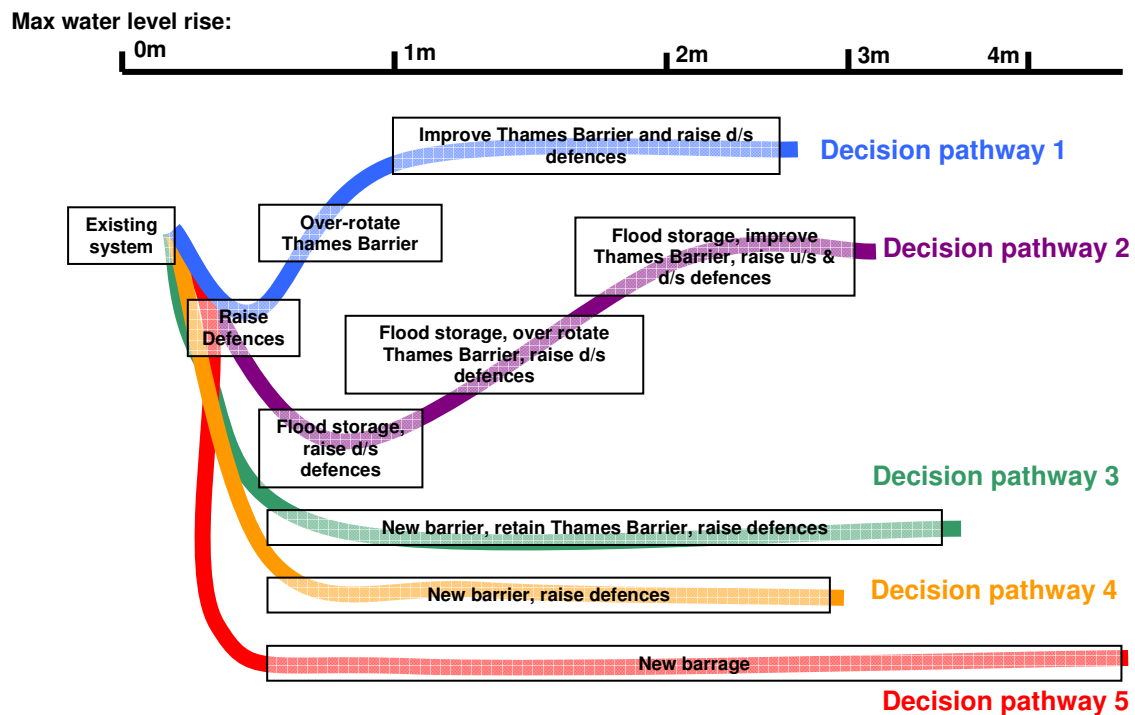 Max water level rise:
0m
1m
2m
3m
4m
Improve Thames Barrier and raise d/s
defences
Decision pathway 1
Existing
system
Over-rotate
Thames Barrier
Flood storage, improve
Thames Barrier, raise u/s &
d/s defences
Decision pathway 2
Raise
Defences
Flood storage, over rotate
Thames Barrier, raise d/s
defences
Flood storage,
raise d/s
defences
Decision pathway 3
New barrier, retain Thames Barrier, raise defences
New barrier, raise defences
Decision pathway 4
New barrage
Decision pathway 5